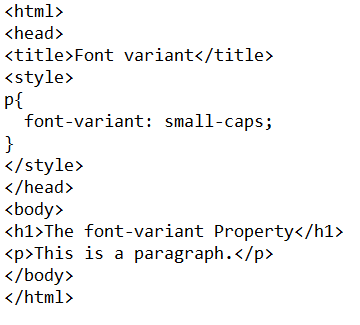 <html>
<head>
<title>Font variant</title>
<style>
p{
  font-variant: small-caps;
}
</style>
</head>
<body>
<h1>The font-variant Property</h1>
<p>This is a paragraph.</p>
</body>
</html>